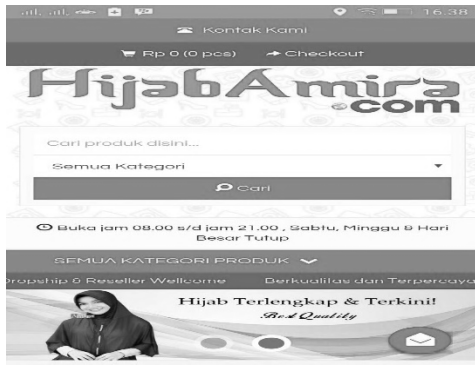 16:38
Kontak Kami
Rp 0 (0 pcs) Checkout
HijabAmira
.com
Cari produk disini...
Semua Kategori
Cari
Buka jam 08.00 s/d jam 21.00 , Sabtu, Minggu & Hari
Besar Tutup
SEMUA KATEGORI PRODUK
Dropship & Reseller Wellcome Berkualitas dan Terpercaya
Hijab Terlengkap & Terkini!
Best Quality